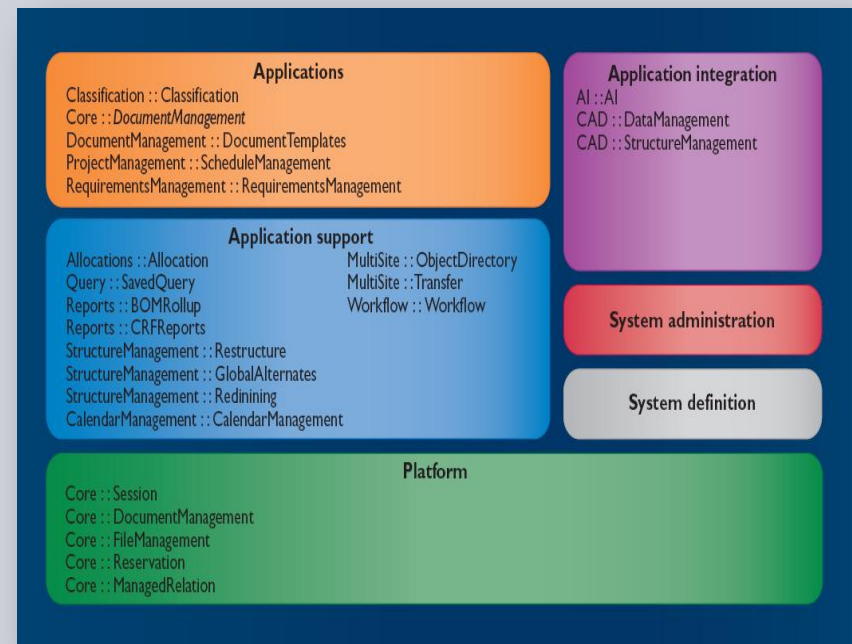 Applications
Classification :: Classification
Core :: DocumentManagement
DocumentManagement :: DocumentTemplates
ProjectManagement :: ScheduleManagement
RequirementsManagement :: RequirementsManagement
Application integration
AI :: AI
CAD :: DataManagement
CAD :: StructureManagement
Application support
Allocations :: Allocation
Query :: SavedQuery
Reports :: BOMRollup
Reports :: CRFReports
StructureManagement :: Restructure
StructureManagement :: GlobalAlternates
StructureManagement :: Redinining
CalendarManagement :: CalendarManagement
MultiSite :: ObjectDirectory
MultiSite :: Transfer
Workflow :: Workflow
System administration
System definition
Platform
Core :: Session
Core :: DocumentManagement
Core :: FileManagement
Core :: Reservation
Core :: ManagedRelation